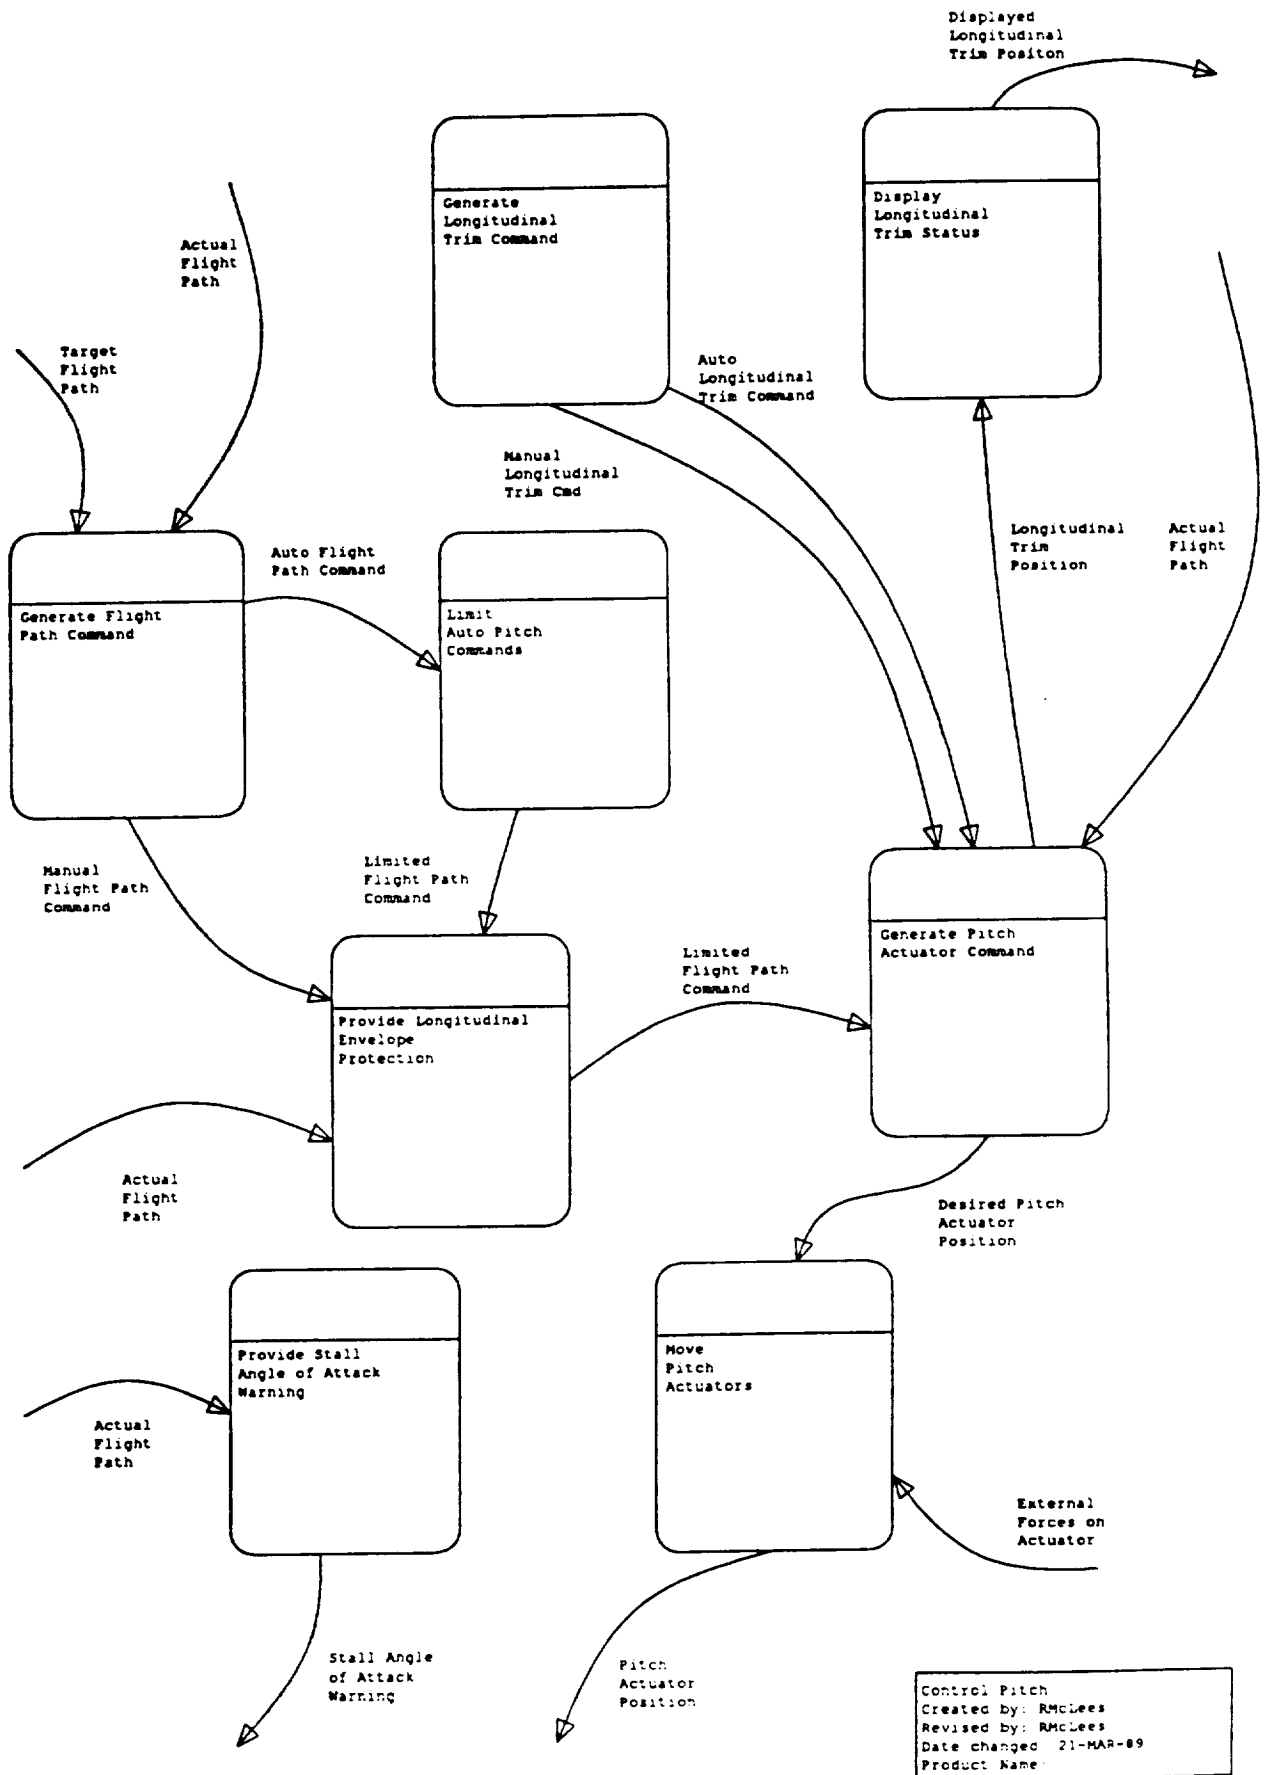 Displayed
Longitudinal
Trim Positon
Generate
Longitudinal
Trim Command
Display
Longitudinal
Trim Status
Actual
Flight
Path
Target
Flight
Path
Auto
Longitudinal
Trim Command
Manual
Longitudinal
Trim Cmd
Longitudinal
Trim
Position
Actual
Flight
Path
Auto Flight
Path Command
Generate Flight
Path Command
Limit
Auto Pitch
Commands
Manual
Flight Path
Command
Limited
Flight Path
Command
Generate Pitch
Actuator Command
Limited
Flight Path
Command
Provide Longitudinal
Envelope
Protection
Actual
Flight
Path
Desired Pitch
Actuator
Position
Provide Stall
Angle of Attack
Warning
Move
Pitch
Actuators
Actual
Flight
Path
External
Forces on
Actuator
Stall Angle
of Attack
Warning
Pitch
Actuator
Position
Control Pitch
Created by: RMcLees
Revised by: RMcLees
Date changed 21-MAR-89
Product Name: